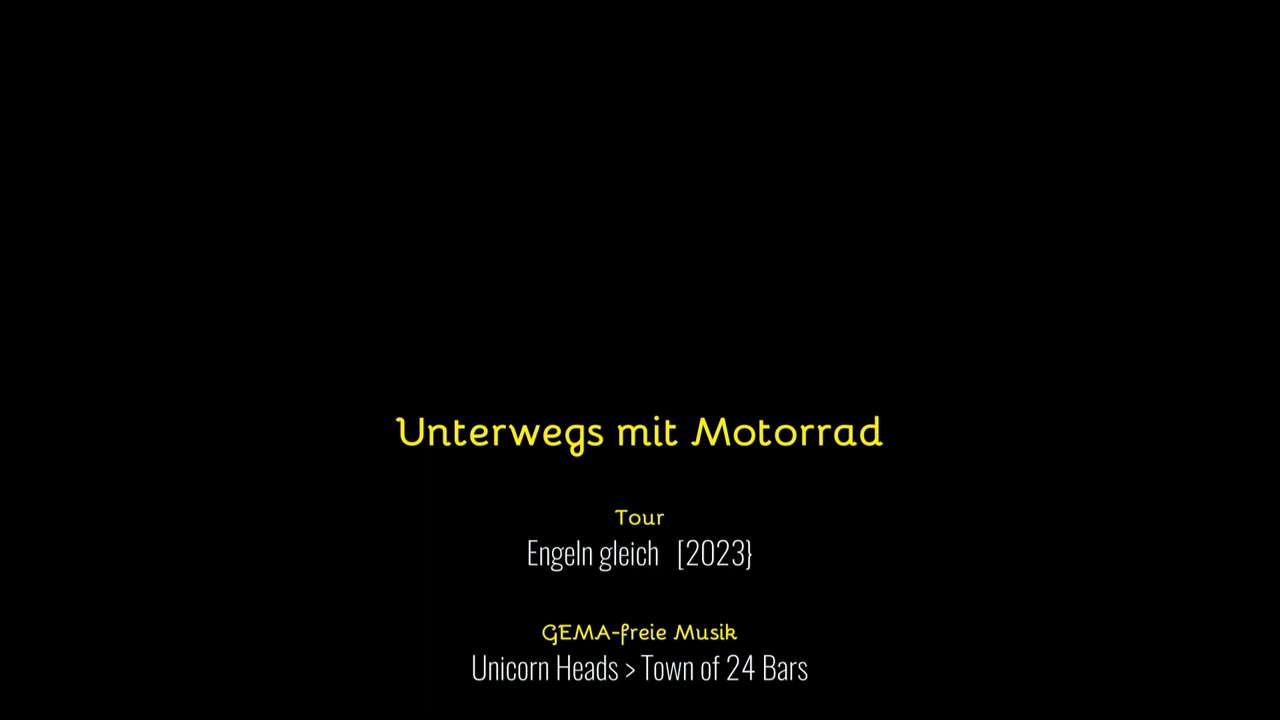 Unterwegs mit Motorrad
Tour
Engeln gleich [2023}
GEMA-freie Musik
Unicorn Heads > Town of 24 Bars